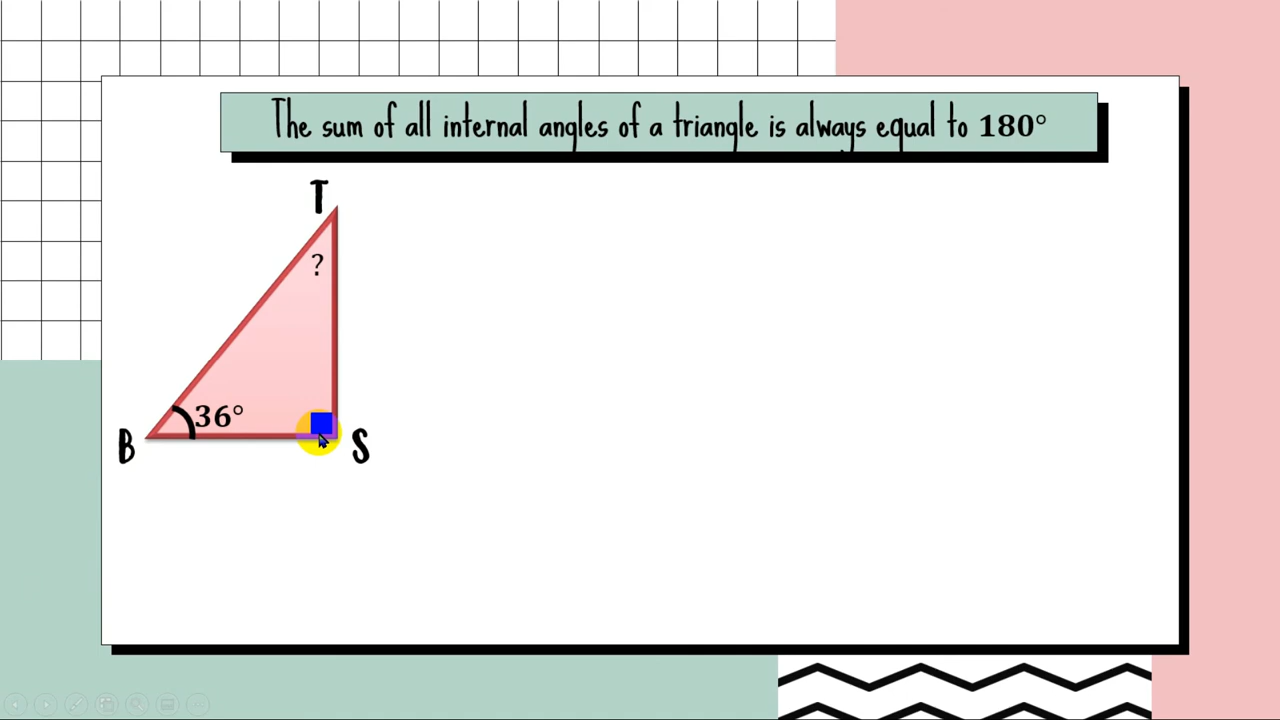 The sum of all internal angles of a triangle is always equal to 180°
T
?
36°
B
S